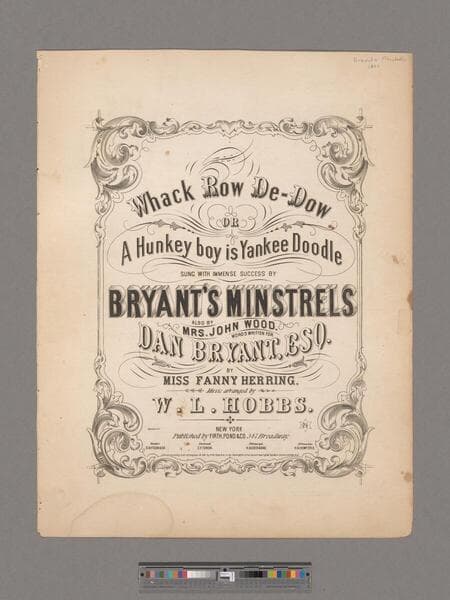 Whack Row De-Dow
OR
A Hunkey boy is Yankee Doodle
SUNG WITH IMMENSE SUCCESS BY
BRYANT'S MINSTRELS
ALSO BY
MRS. JOHN WOOD.
WORDS WRITTEN FOR
DAN BRYANT, ESQ.
BY
MISS FANNY HERRING.
Music arranged by
W. L. HOBBS.
NEW YORK
Published by FIRTH, POND & CO. 547 Broadway.